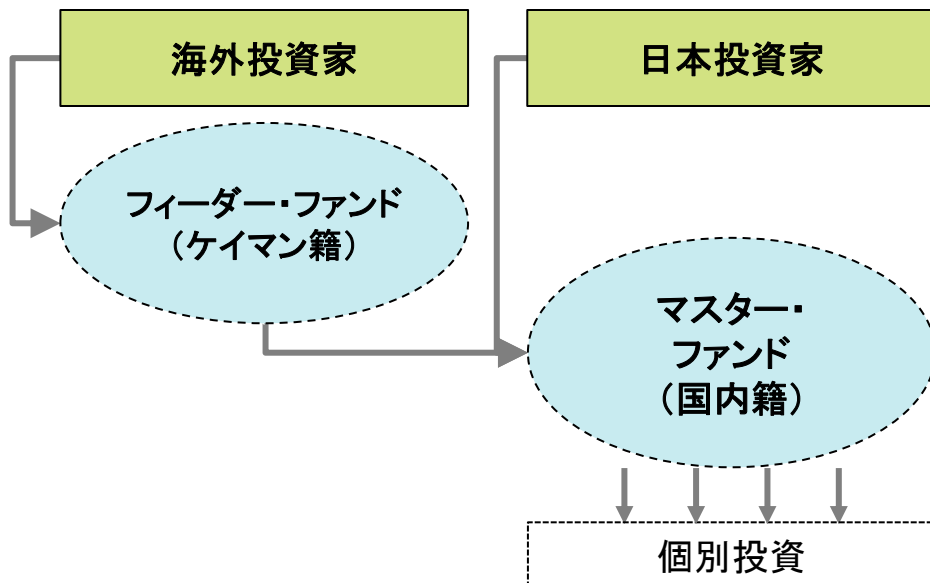 海外投資家
日本投資家
フィーダー・ファンド
（ケイマン籍）
マスター・
ファンド
（国内籍）
個別投資